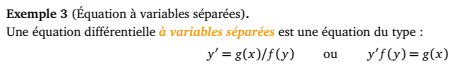 Exemple 3 (Équation à variables séparées).
Une équation différentielle à variables séparées est une équation du type :
y′ = g(x)/f(y) ou y′f(y) = g(x)